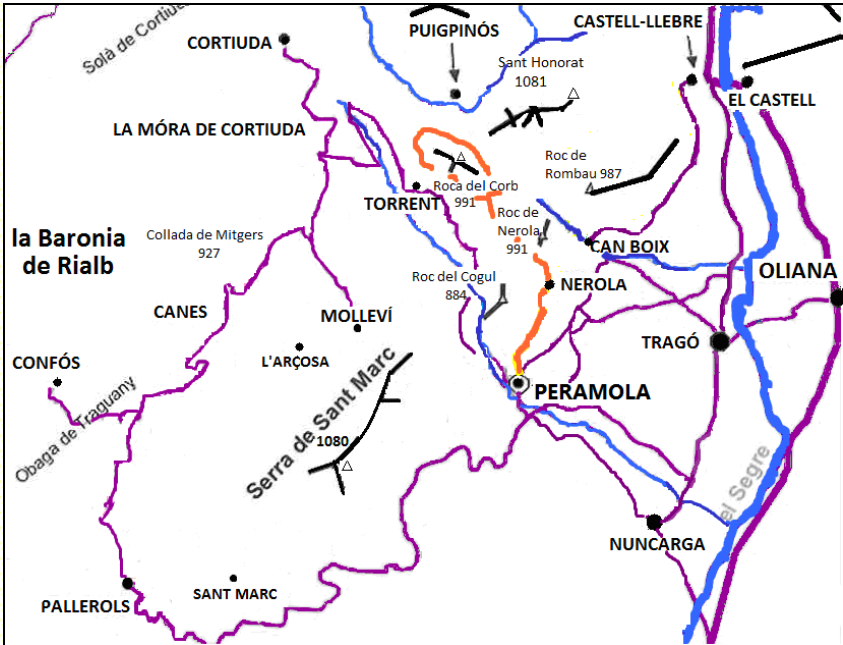 Solà de Cortiuda
CORTIUDA
PUIGPINÓS
CASTELL-LLEBRE
Sant Honorat
1081
EL CASTELL
LA MÓRA DE CORTIUDA
Roc de
Rombau 987
Roca del Corb
991
TORRENT
Roc de
Nerola
991
la Baronia
de Rialb
Collada de Mitgers
927
CAN BOIX
OLIANA
Roc del Cogul
884
NEROLA
CANES
MOLLEVÍ
TRAGÓ
L'ARÇOSA
CONFÓS
PERAMOLA
Obaga de Traguany
Serra de Sant Marc
1080
el Segre
NUNCARGA
PALLEROLS
SANT MARC